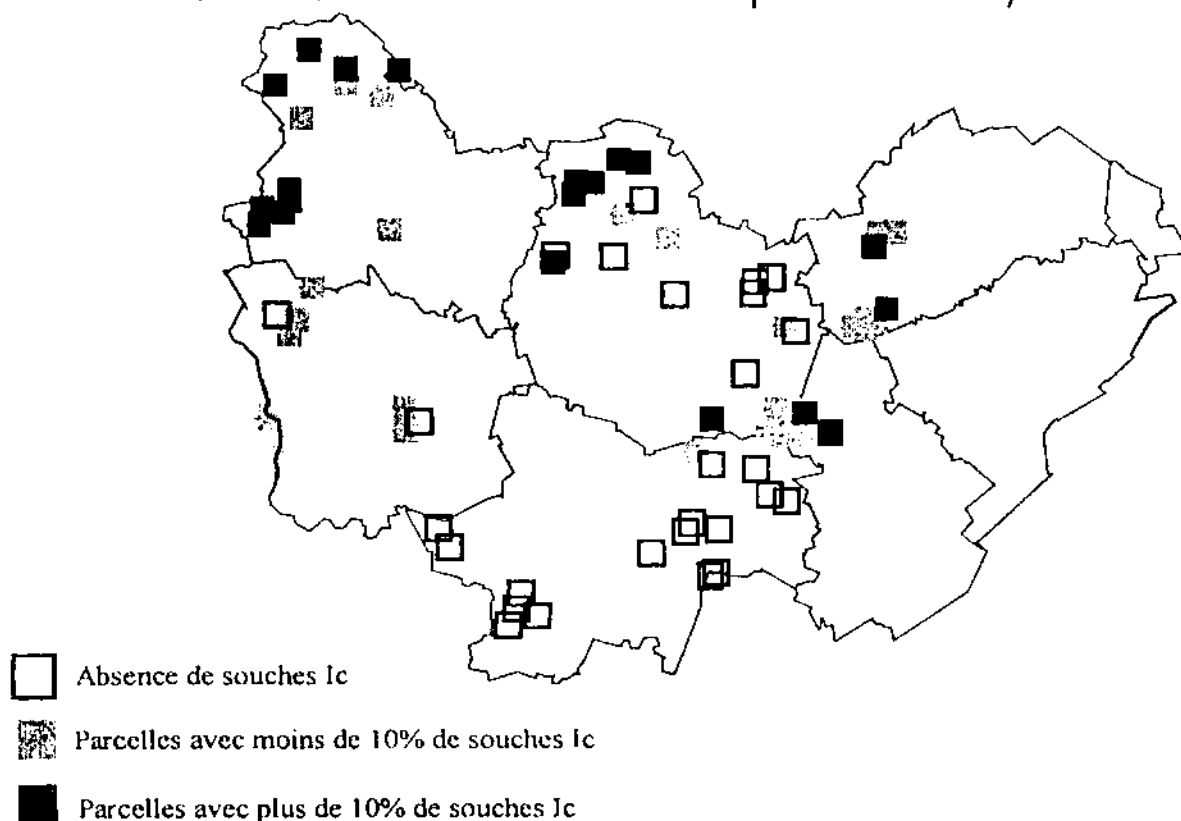 Absence de souches Ic
Parcelles avec moins de 10% de souches Ic
Parcelles avec plus de 10% de souches Ic